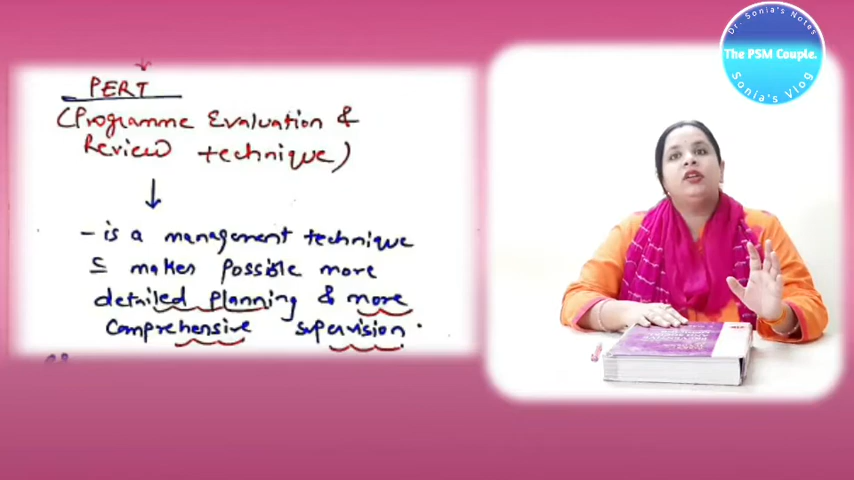 PERT
(Programme Evaluation &
Review technique)
- is a management technique
c̄ makes possible more
detailed planning & more
comprehensive supervision.
Dr. Sonia's Notes
The PSM Couple.
Sonia's Vlog